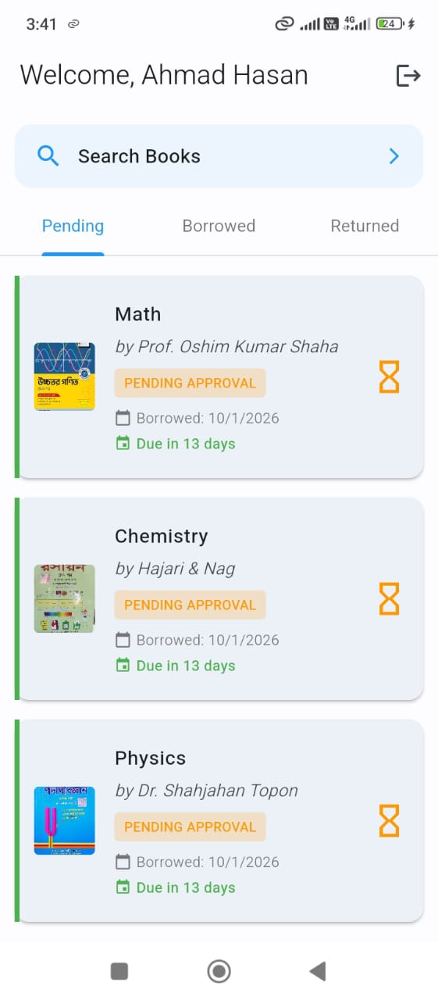 3:41
Vo
LTE
4G
24
Welcome, Ahmad Hasan
Search Books
Pending
Borrowed
Returned
Math
by Prof. Oshim Kumar Shaha
উচ্চতর গণিত
PENDING APPROVAL
Borrowed: 10/1/2026
Due in 13 days
Chemistry
by Hajari & Nag
রসায়ন
PENDING APPROVAL
Borrowed: 10/1/2026
Due in 13 days
Physics
by Dr. Shahjahan Topon
পদার্থবিজ্ঞান
PENDING APPROVAL
Borrowed: 10/1/2026
Due in 13 days